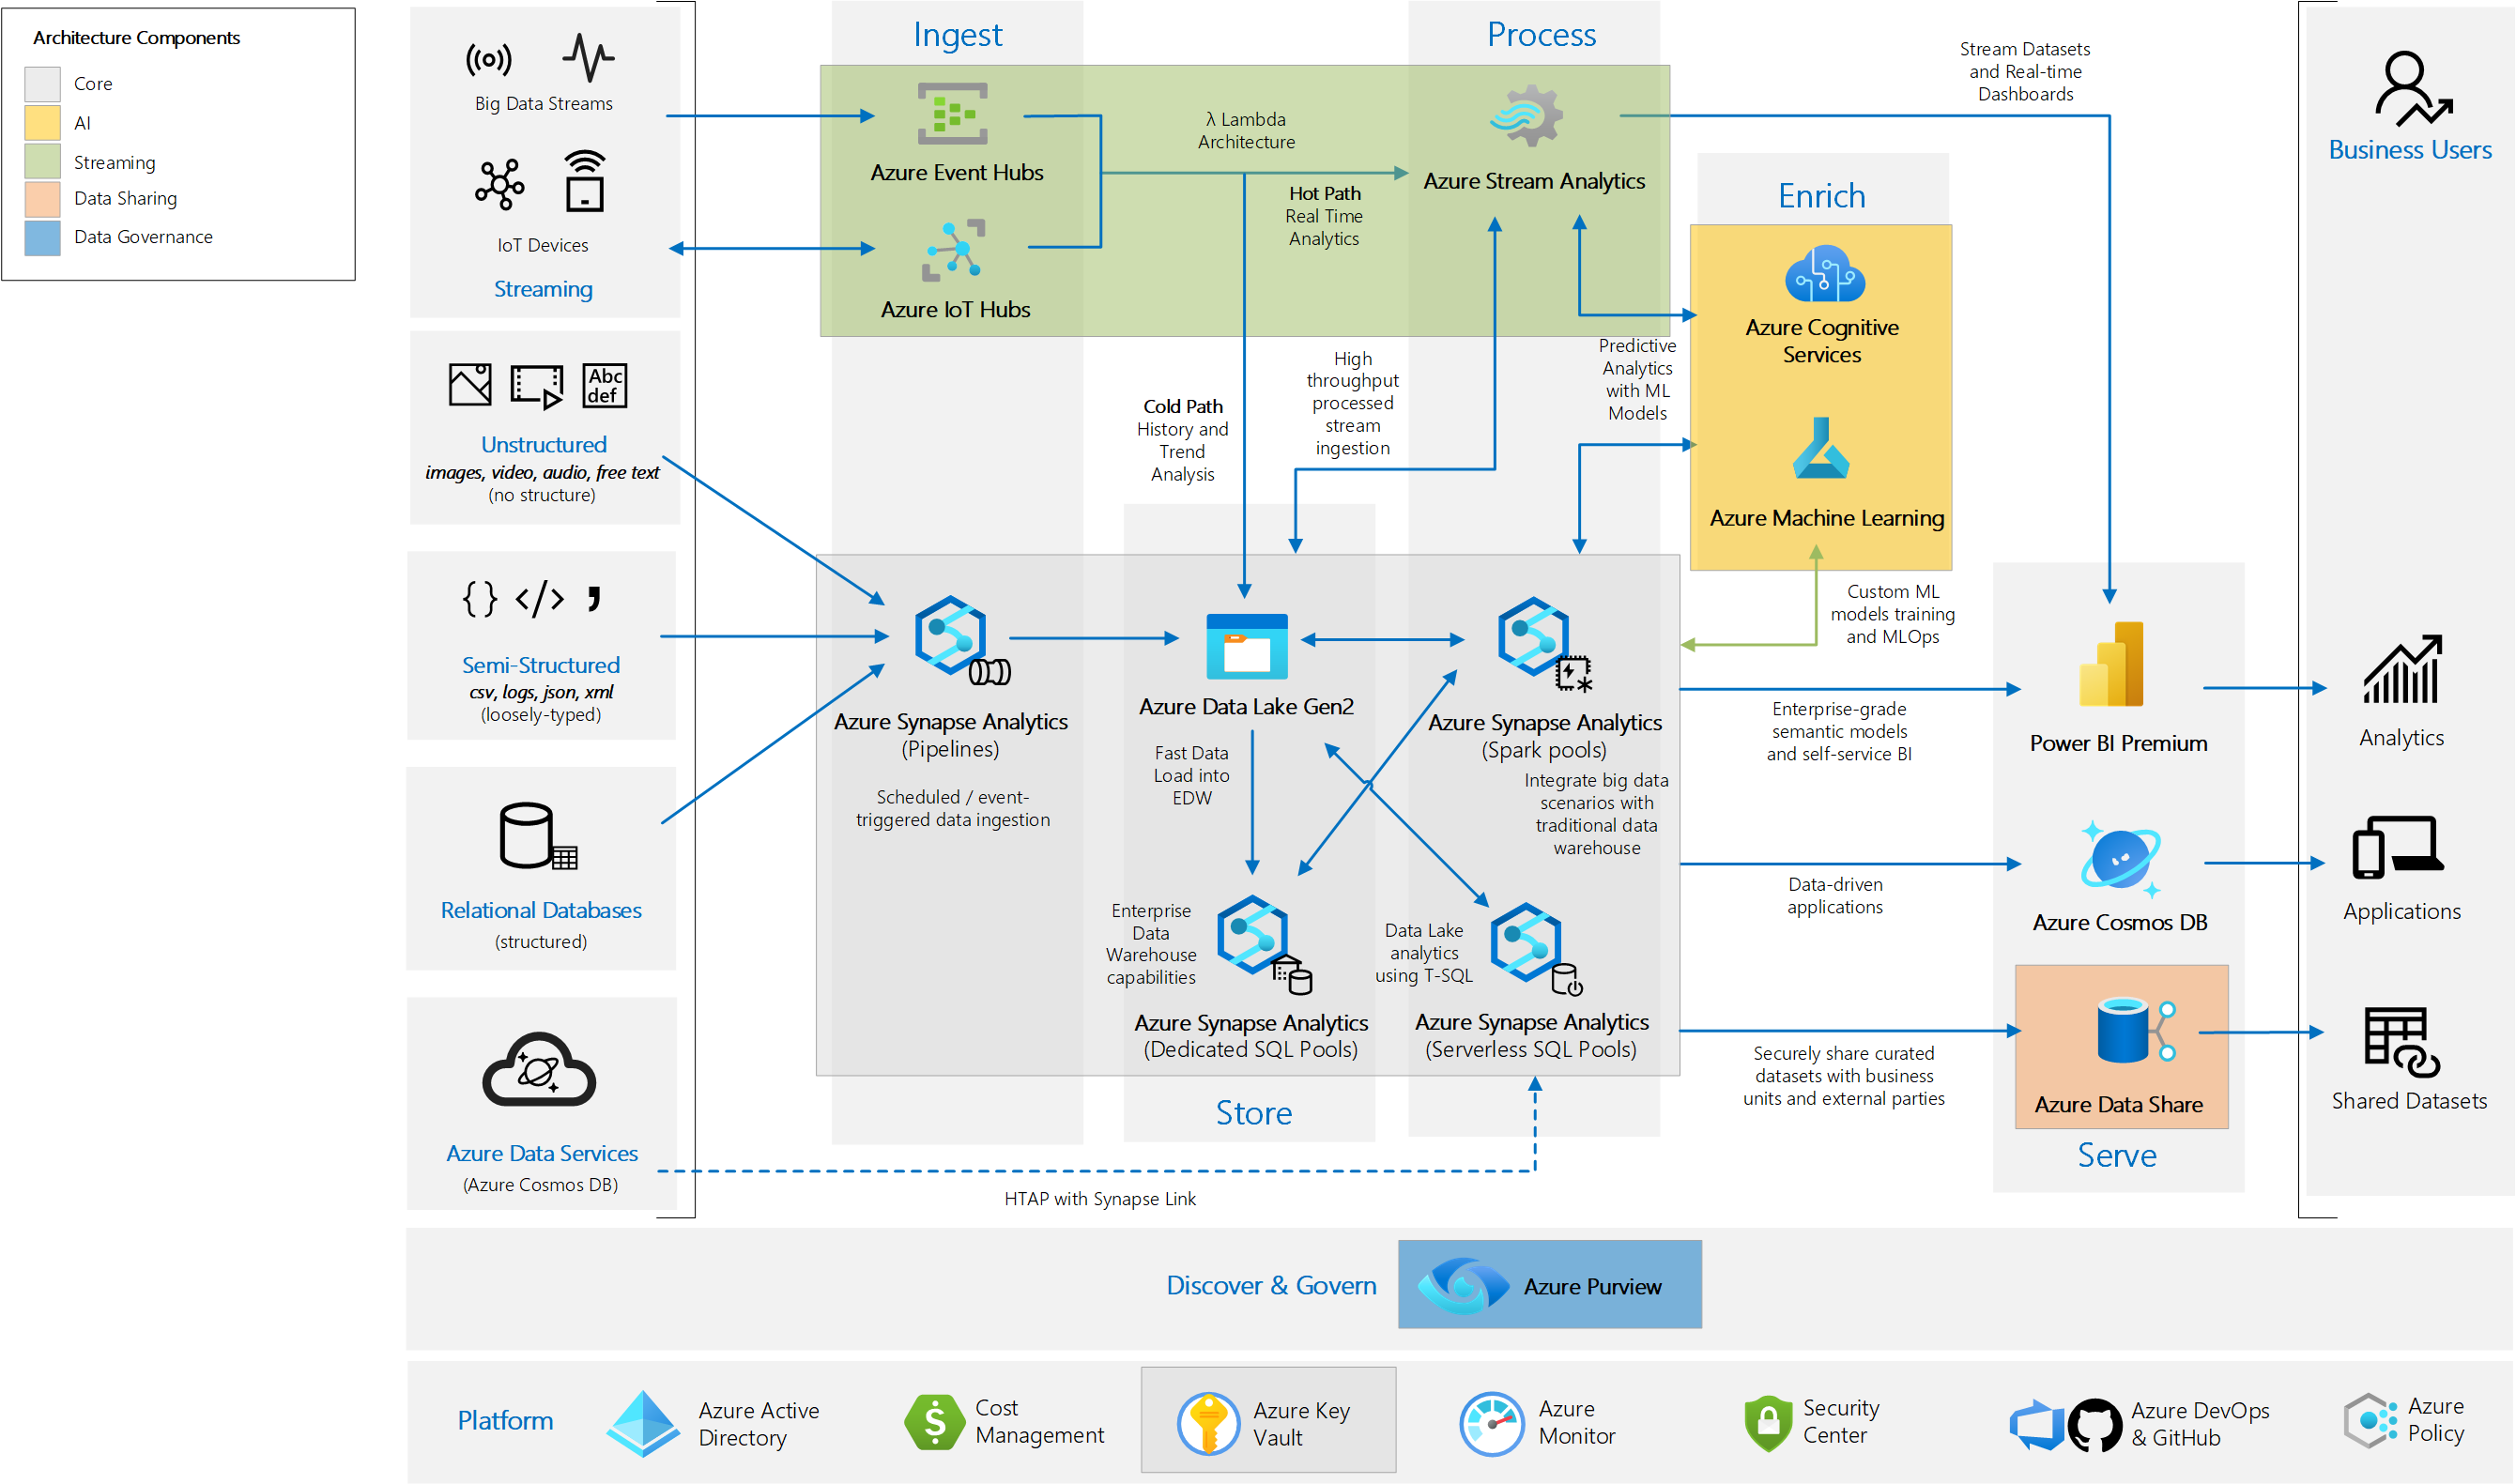 Architecture Components
Core
AI
Streaming
Data Sharing
Data Governance
Big Data Streams
IoT Devices
Streaming
Abc
def
Unstructured
images, video, audio, free text
(no structure)
{ } </> ,
Semi-Structured
csv, logs, json, xml
(loosely-typed)
Relational Databases
(structured)
Azure Data Services
(Azure Cosmos DB)
Ingest
Azure Event Hubs
Azure IoT Hubs
λ Lambda
Architecture
Hot Path
Real Time
Analytics
Process
Azure Stream Analytics
Stream Datasets
and Real-time
Dashboards
Enrich
Azure Cognitive
Services
Azure Machine Learning
Predictive
Analytics
with ML
Models
High
throughput
processed
stream
ingestion
Cold Path
History and
Trend
Analysis
Custom ML
models training
and MLOps
Azure Synapse Analytics
(Pipelines)
Scheduled / event-
triggered data ingestion
Azure Data Lake Gen2
Fast Data
Load into
EDW
Azure Synapse Analytics
(Spark pools)
Integrate big data
scenarios with
traditional data
warehouse
Enterprise
Data
Warehouse
capabilities
Azure Synapse Analytics
(Dedicated SQL Pools)
Data Lake
analytics
using T-SQL
Azure Synapse Analytics
(Serverless SQL Pools)
Store
HTAP with Synapse Link
Enterprise-grade
semantic models
and self-service BI
Data-driven
applications
Securely share curated
datasets with business
units and external parties
Power BI Premium
Azure Cosmos DB
Azure Data Share
Serve
Business Users
Analytics
Applications
Shared Datasets
Discover & Govern
Azure Purview
Platform
Azure Active
Directory
$
Cost
Management
Azure Key
Vault
Azure
Monitor
Security
Center
Azure DevOps
& GitHub
Azure
Policy